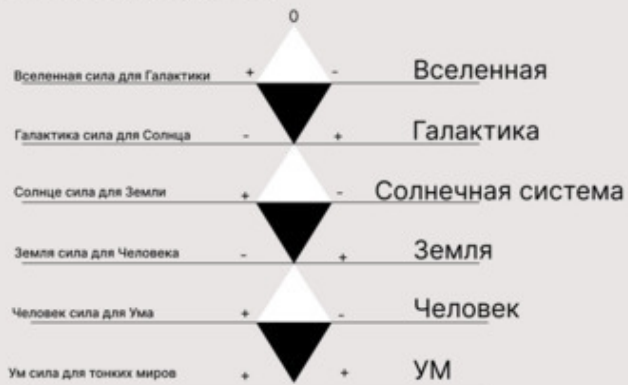 0
Вселенная сила для Галактики + - Вселенная
Галактика сила для Солнца - + Галактика
Солнце сила для Земли + - Солнечная система
Земля сила для Человека - + Земля
Человек сила для Ума + - Человек
Ум сила для тонких миров + + УМ